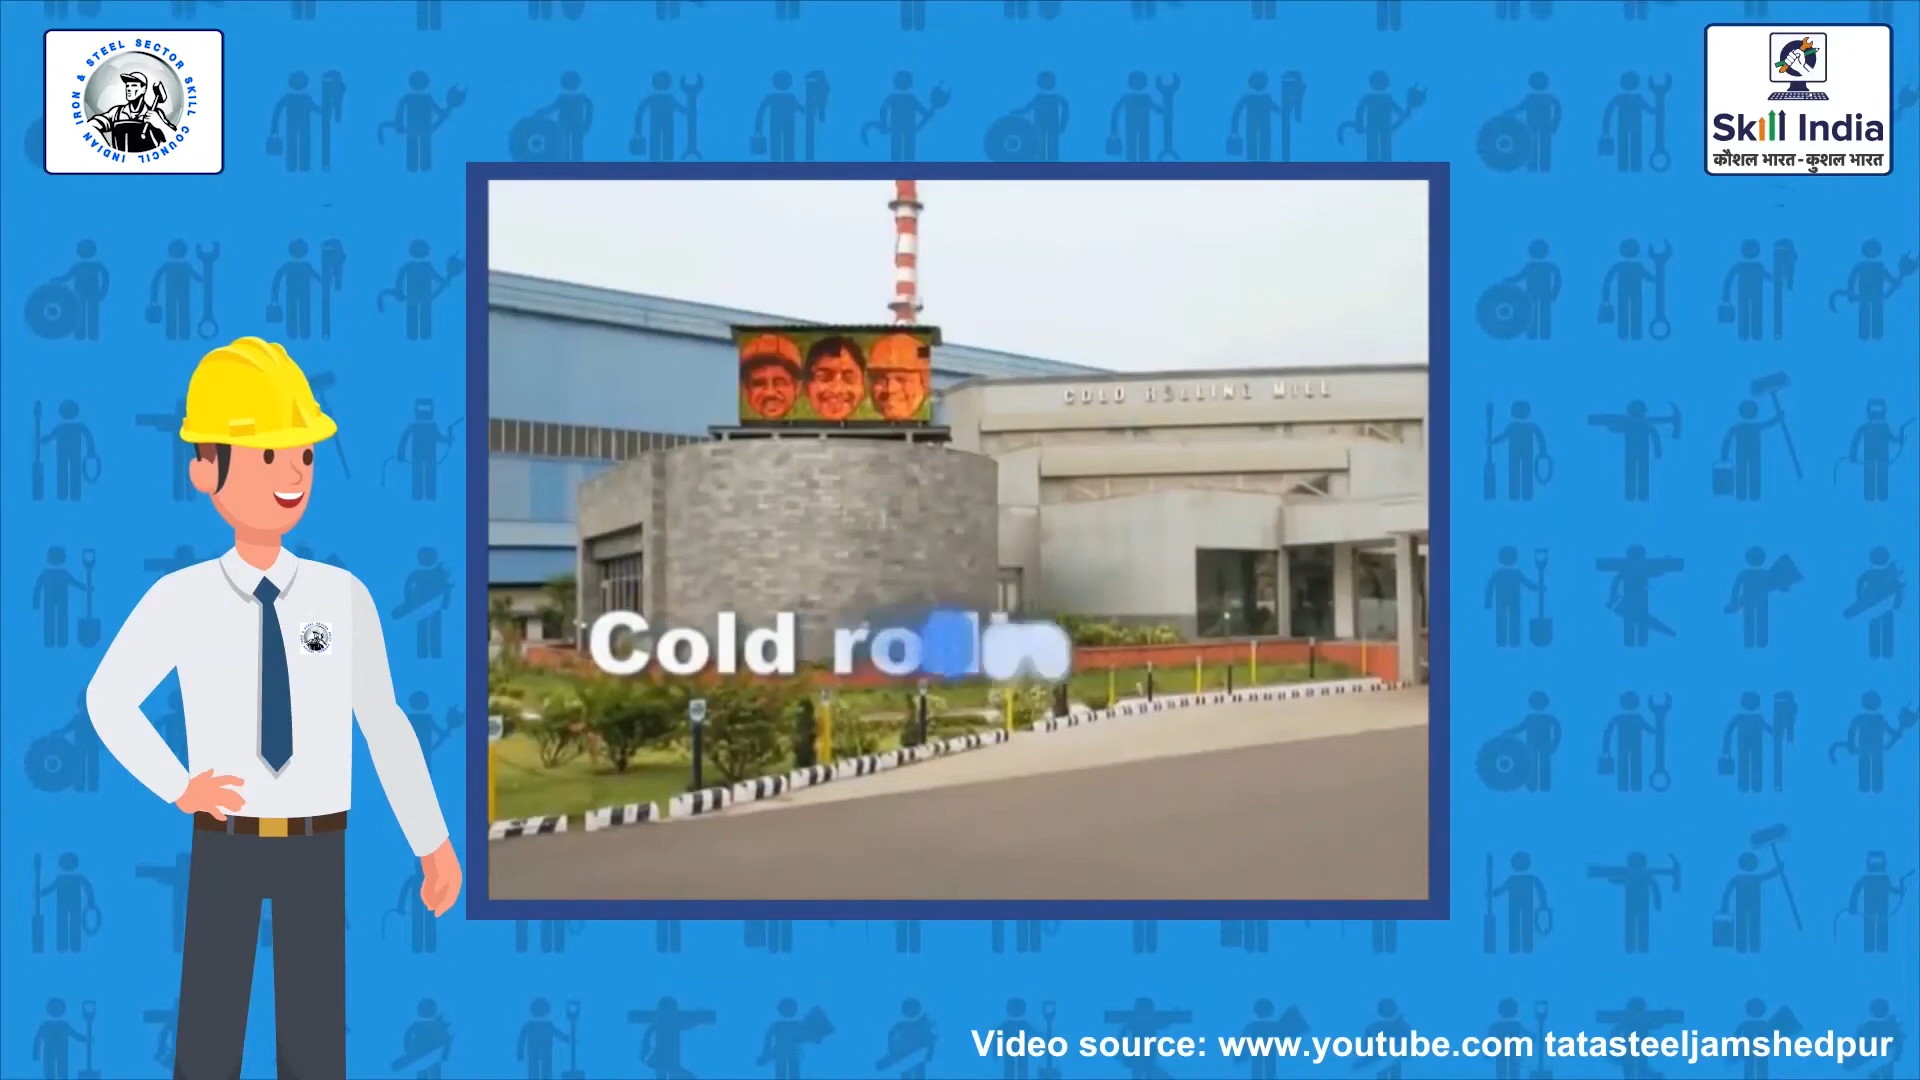 INDIAN IRON & STEEL SECTOR SKILL COUNCIL
Skill India
कौशल भारत - कुशल भारत
COLD ROLLING MILL
Cold
Video source: www.youtube.com tatasteeljamshedpur